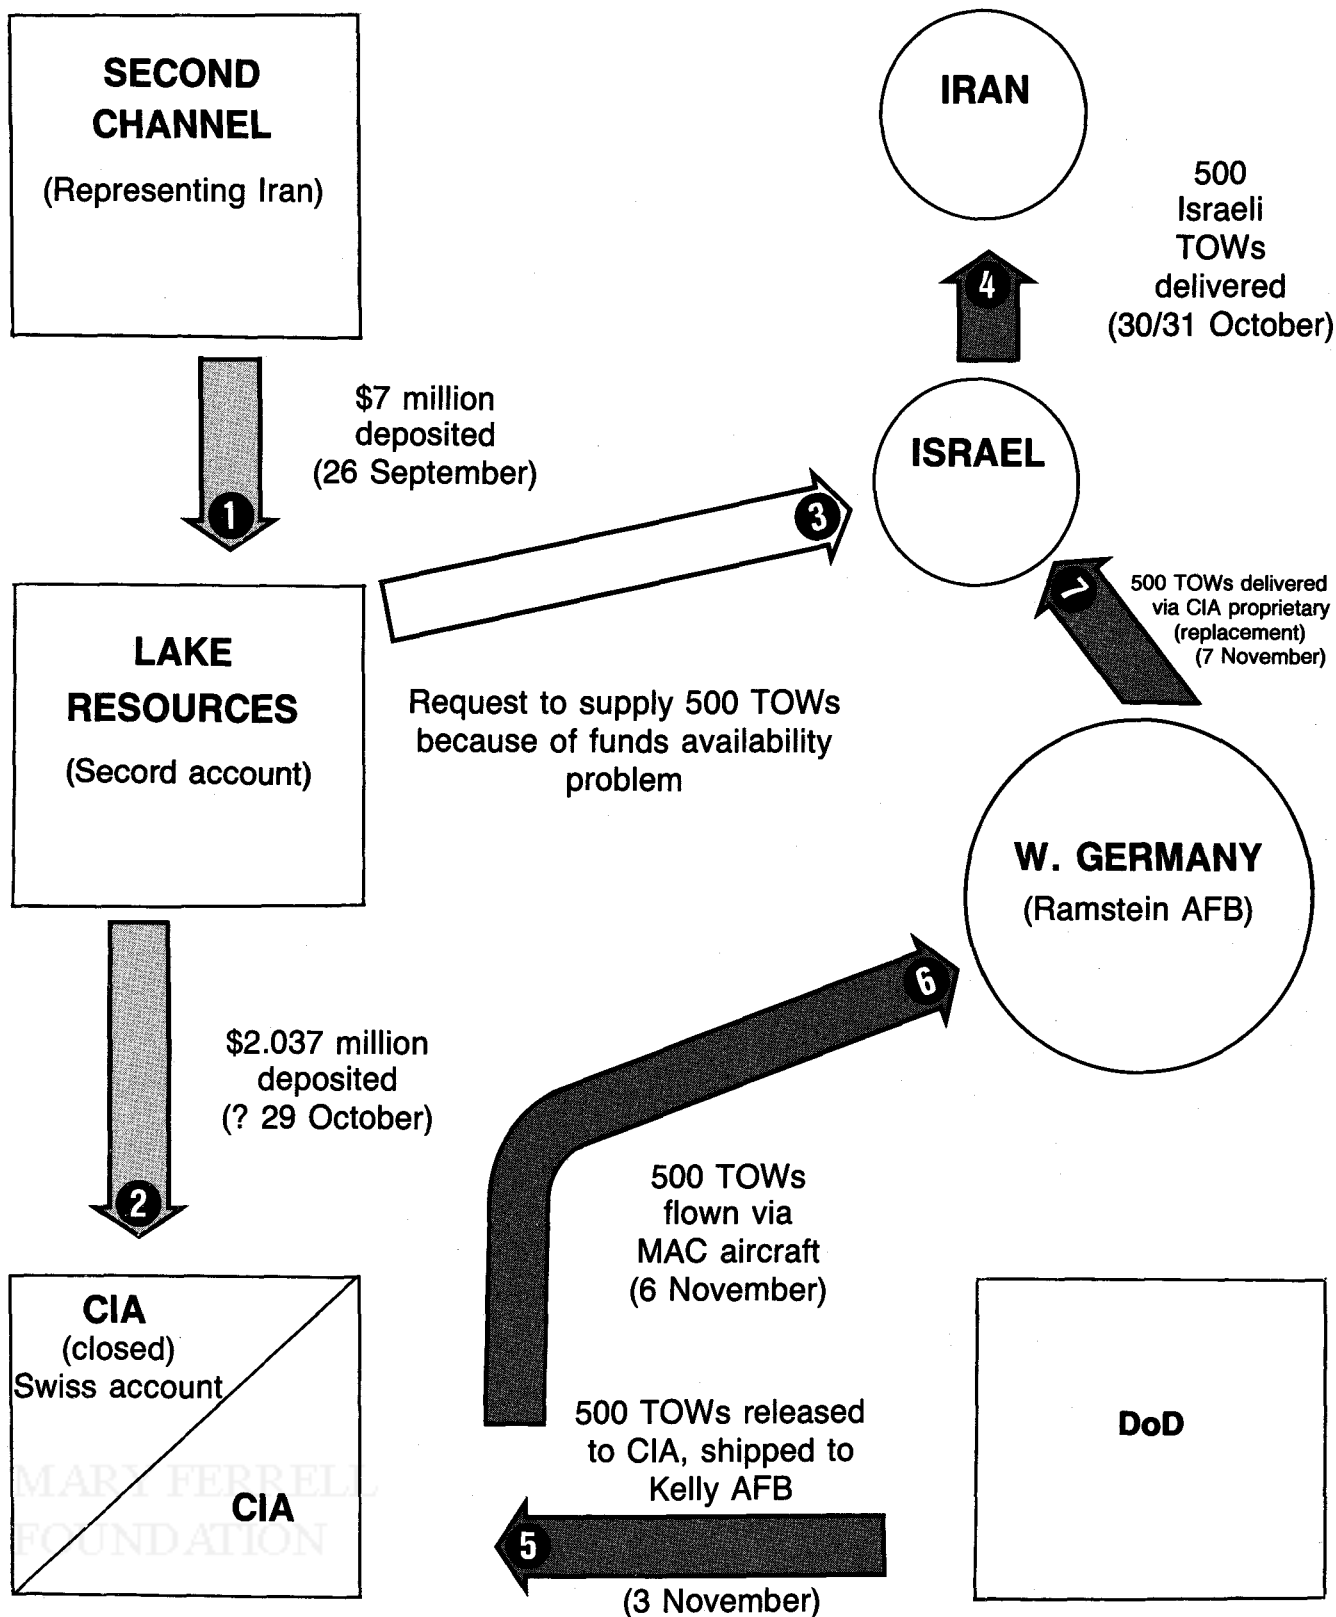 SECOND
CHANNEL
(Representing Iran)
IRAN
500
Israeli
TOWs
delivered
(30/31 October)
4
$7 million
deposited
(26 September)
1
ISRAEL
3
7
500 TOWs delivered
via CIA proprietary
(replacement)
(7 November)
LAKE
RESOURCES
(Secord account)
Request to supply 500 TOWs
because of funds availability
problem
W. GERMANY
(Ramstein AFB)
6
$2.037 million
deposited
(? 29 October)
2
500 TOWs
flown via
MAC aircraft
(6 November)
CIA
(closed)
Swiss account
CIA
500 TOWs released
to CIA, shipped to
Kelly AFB
5
(3 November)
DoD
MARY FERRELL
FOUNDATION